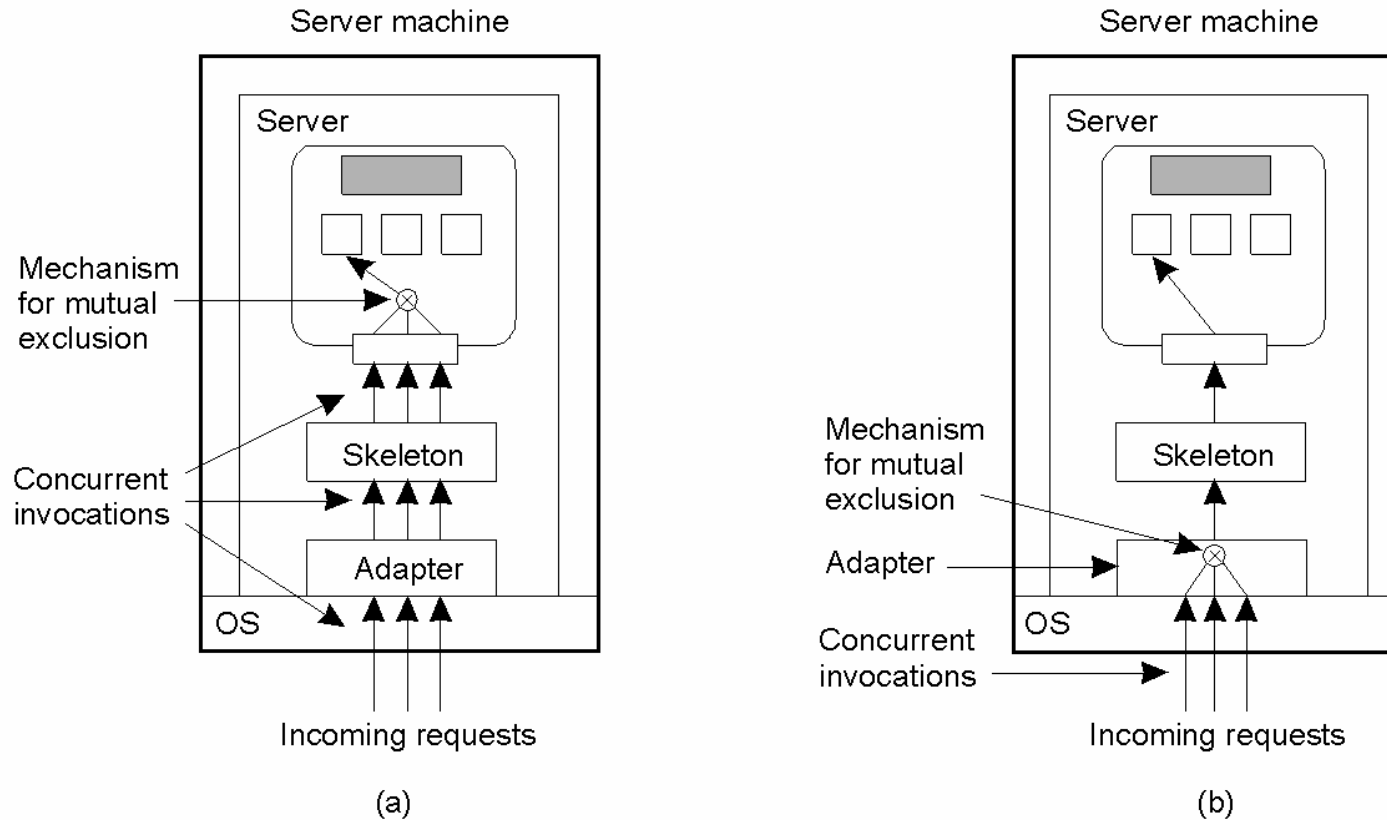 Server machine
Server
Mechanism
for mutual
exclusion
Skeleton
Concurrent
invocations
Adapter
OS
Incoming requests
(a)
Server machine
Server
Mechanism
for mutual
exclusion
Skeleton
Adapter
OS
Concurrent
invocations
Incoming requests
(b)